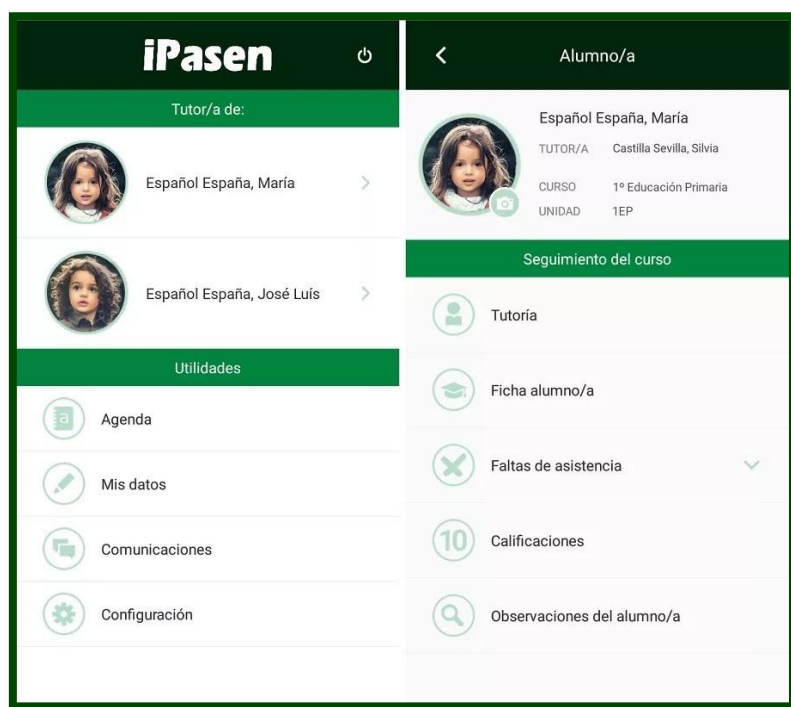 iPasen
Tutor/a de:
Español España, María
Español España, José Luís
Utilidades
a
Agenda
Mis datos
Comunicaciones
Configuración
Alumno/a
Español España, María
TUTOR/A Castilla Sevilla, Silvia
CURSO 1º Educación Primaria
UNIDAD 1EP
Seguimiento del curso
Tutoría
Ficha alumno/a
Faltas de asistencia
10 Calificaciones
Observaciones del alumno/a